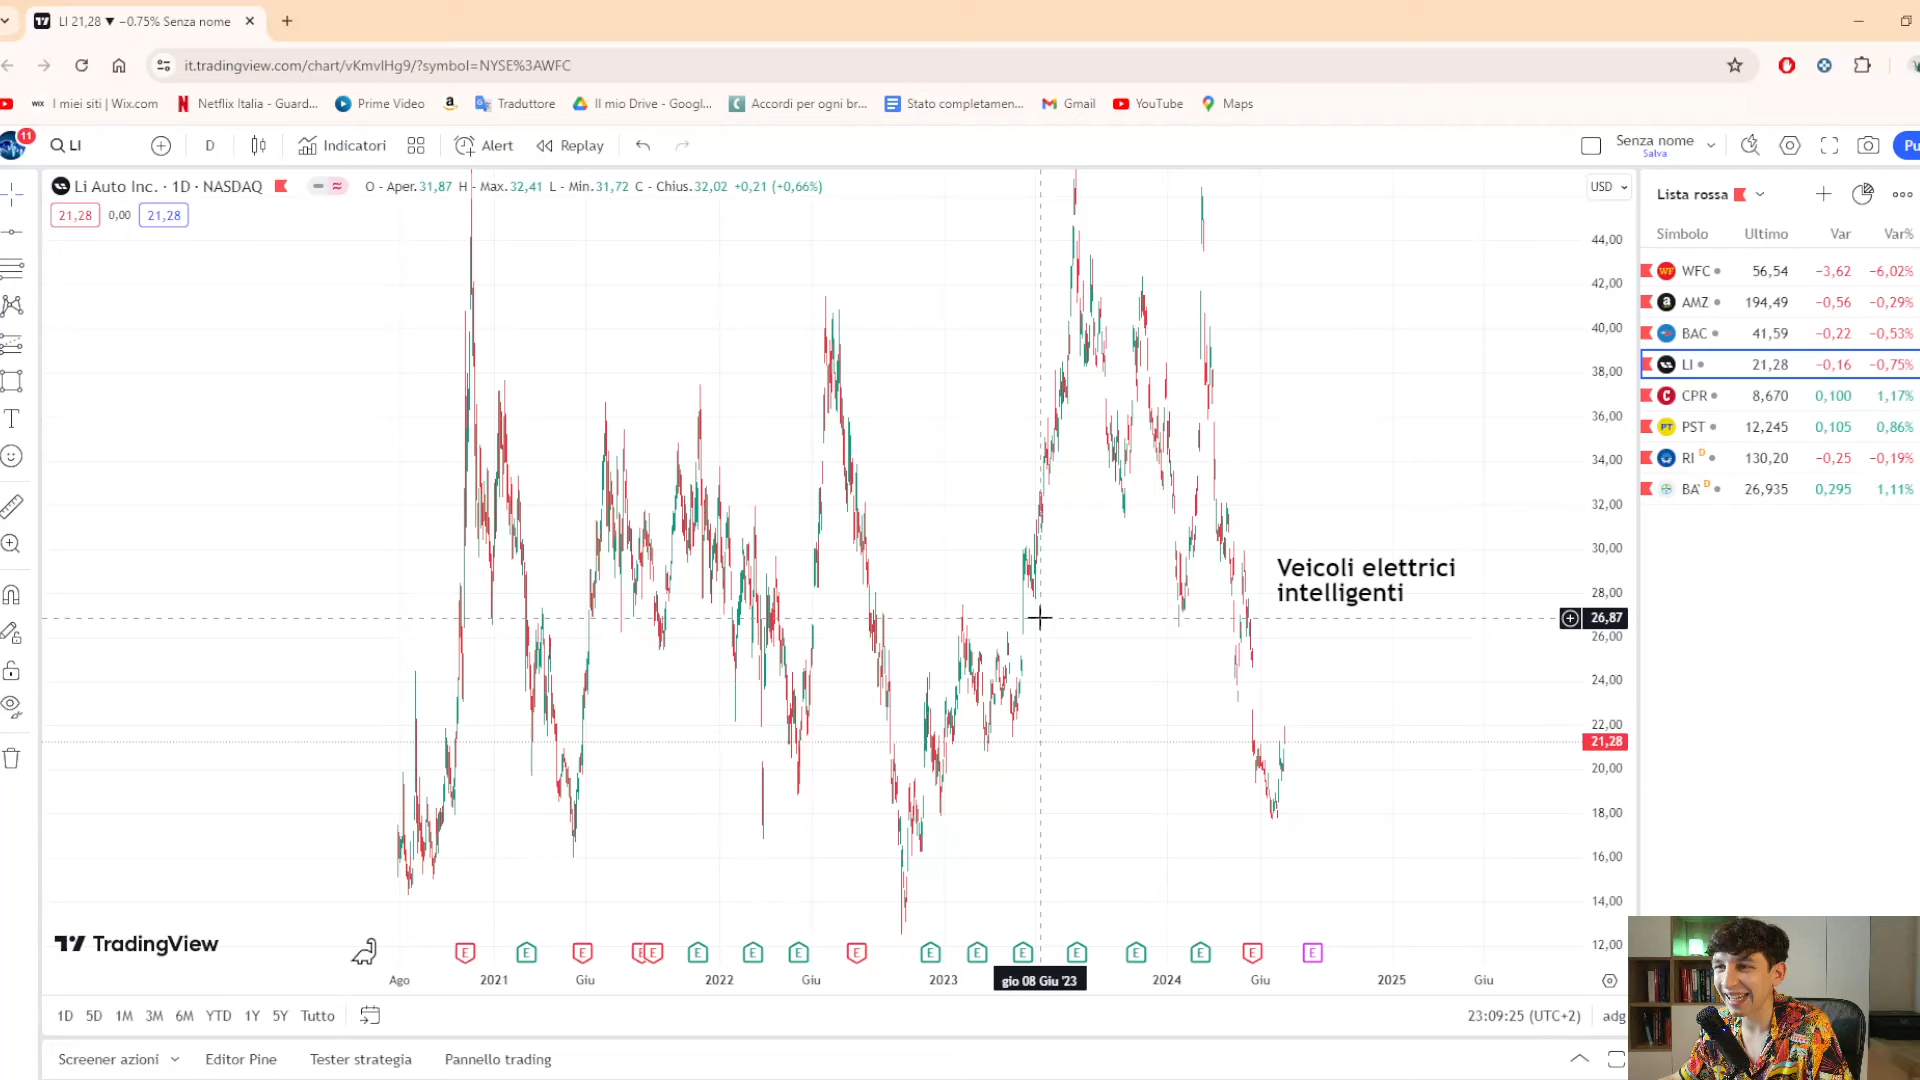 LI 21,28 ▼ −0.75% Senza nome
it.tradingview.com/chart/vKmvlHg9/?symbol=NYSE%3AWFC
WIX I miei siti | Wix.com
Netflix Italia - Guard...
Prime Video
Traduttore
Il mio Drive - Googl...
Accordi per ogni br...
Stato completamen...
Gmail
YouTube
Maps
11
LI
D
Indicatori
Alert
Replay
Senza nome
Salva
Pu
Li Auto Inc. · 1D · NASDAQ
O - Aper.31,87 H - Max.32,41 L - Min.31,72 C - Chius.32,02 +0,21 (+0,66%)
USD
21,28 0,00 21,28
Lista rossa
Simbolo Ultimo Var Var%
WFC 56,54 −3,62 −6,02%
AMZ 194,49 −0,56 −0,29%
BAC 41,59 −0,22 −0,53%
LI 21,28 −0,16 −0,75%
CPR 8,670 0,100 1,17%
PST 12,245 0,105 0,86%
RI D 130,20 −0,25 −0,19%
BA D 26,935 0,295 1,11%
44,00
42,00
40,00
38,00
36,00
34,00
32,00
30,00
28,00
26,87
26,00
24,00
22,00
21,28
20,00
18,00
16,00
14,00
12,00
Veicoli elettrici
intelligenti
TradingView
E E E E E E E E E E E E E E E E E
Ago 2021 Giu 2022 Giu 2023 gio 08 Giu '23 2024 Giu 2025 Giu
1D 5D 1M 3M 6M YTD 1Y 5Y Tutto
23:09:25 (UTC+2) adg
Screener azioni Editor Pine Tester strategia Pannello trading